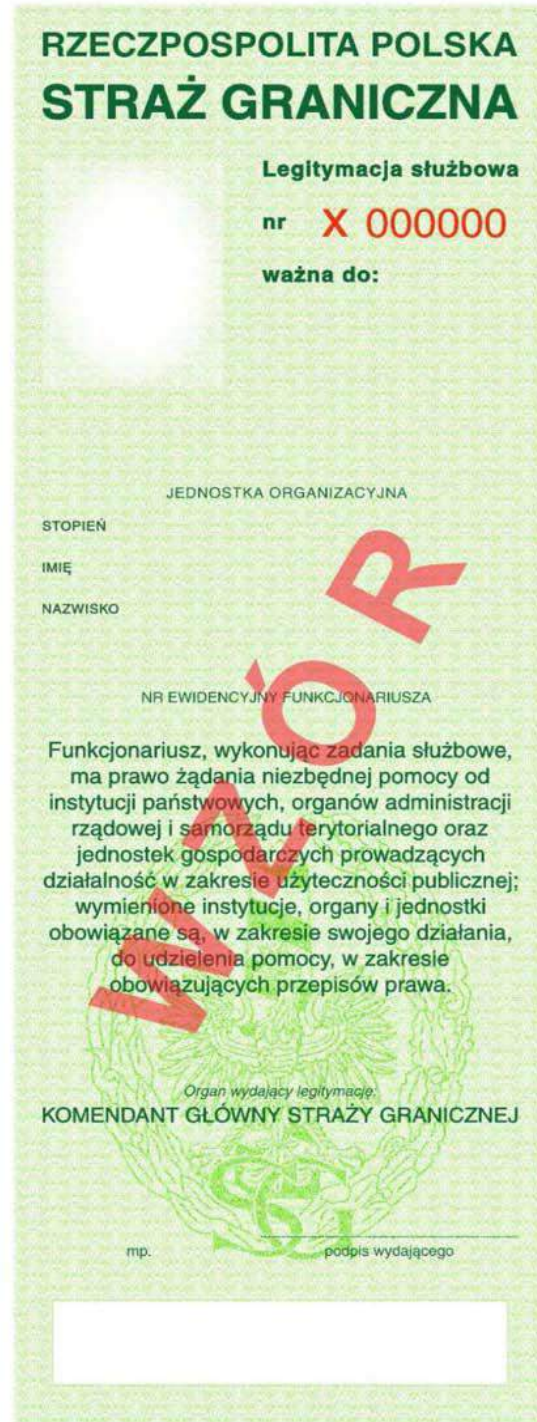 RZECZPOSPOLITA POLSKA
STRAŻ GRANICZNA
Legitymacja służbowa
nr X 000000
ważna do:
JEDNOSTKA ORGANIZACYJNA
STOPIEŃ
IMIĘ
NAZWISKO
NR EWIDENCYJNY FUNKCJONARIUSZA
Funkcjonariusz, wykonując zadania służbowe,
ma prawo żądania niezbędnej pomocy od
instytucji państwowych, organów administracji
rządowej i samorządu terytorialnego oraz
jednostek gospodarczych prowadzących
działalność w zakresie użyteczności publicznej;
wymienione instytucje, organy i jednostki
obowiązane są, w zakresie swojego działania,
do udzielenia pomocy, w zakresie
obowiązujących przepisów prawa.
WZÓR
Organ wydający legitymację:
KOMENDANT GŁÓWNY STRAŻY GRANICZNEJ
SG
mp. podpis wydającego